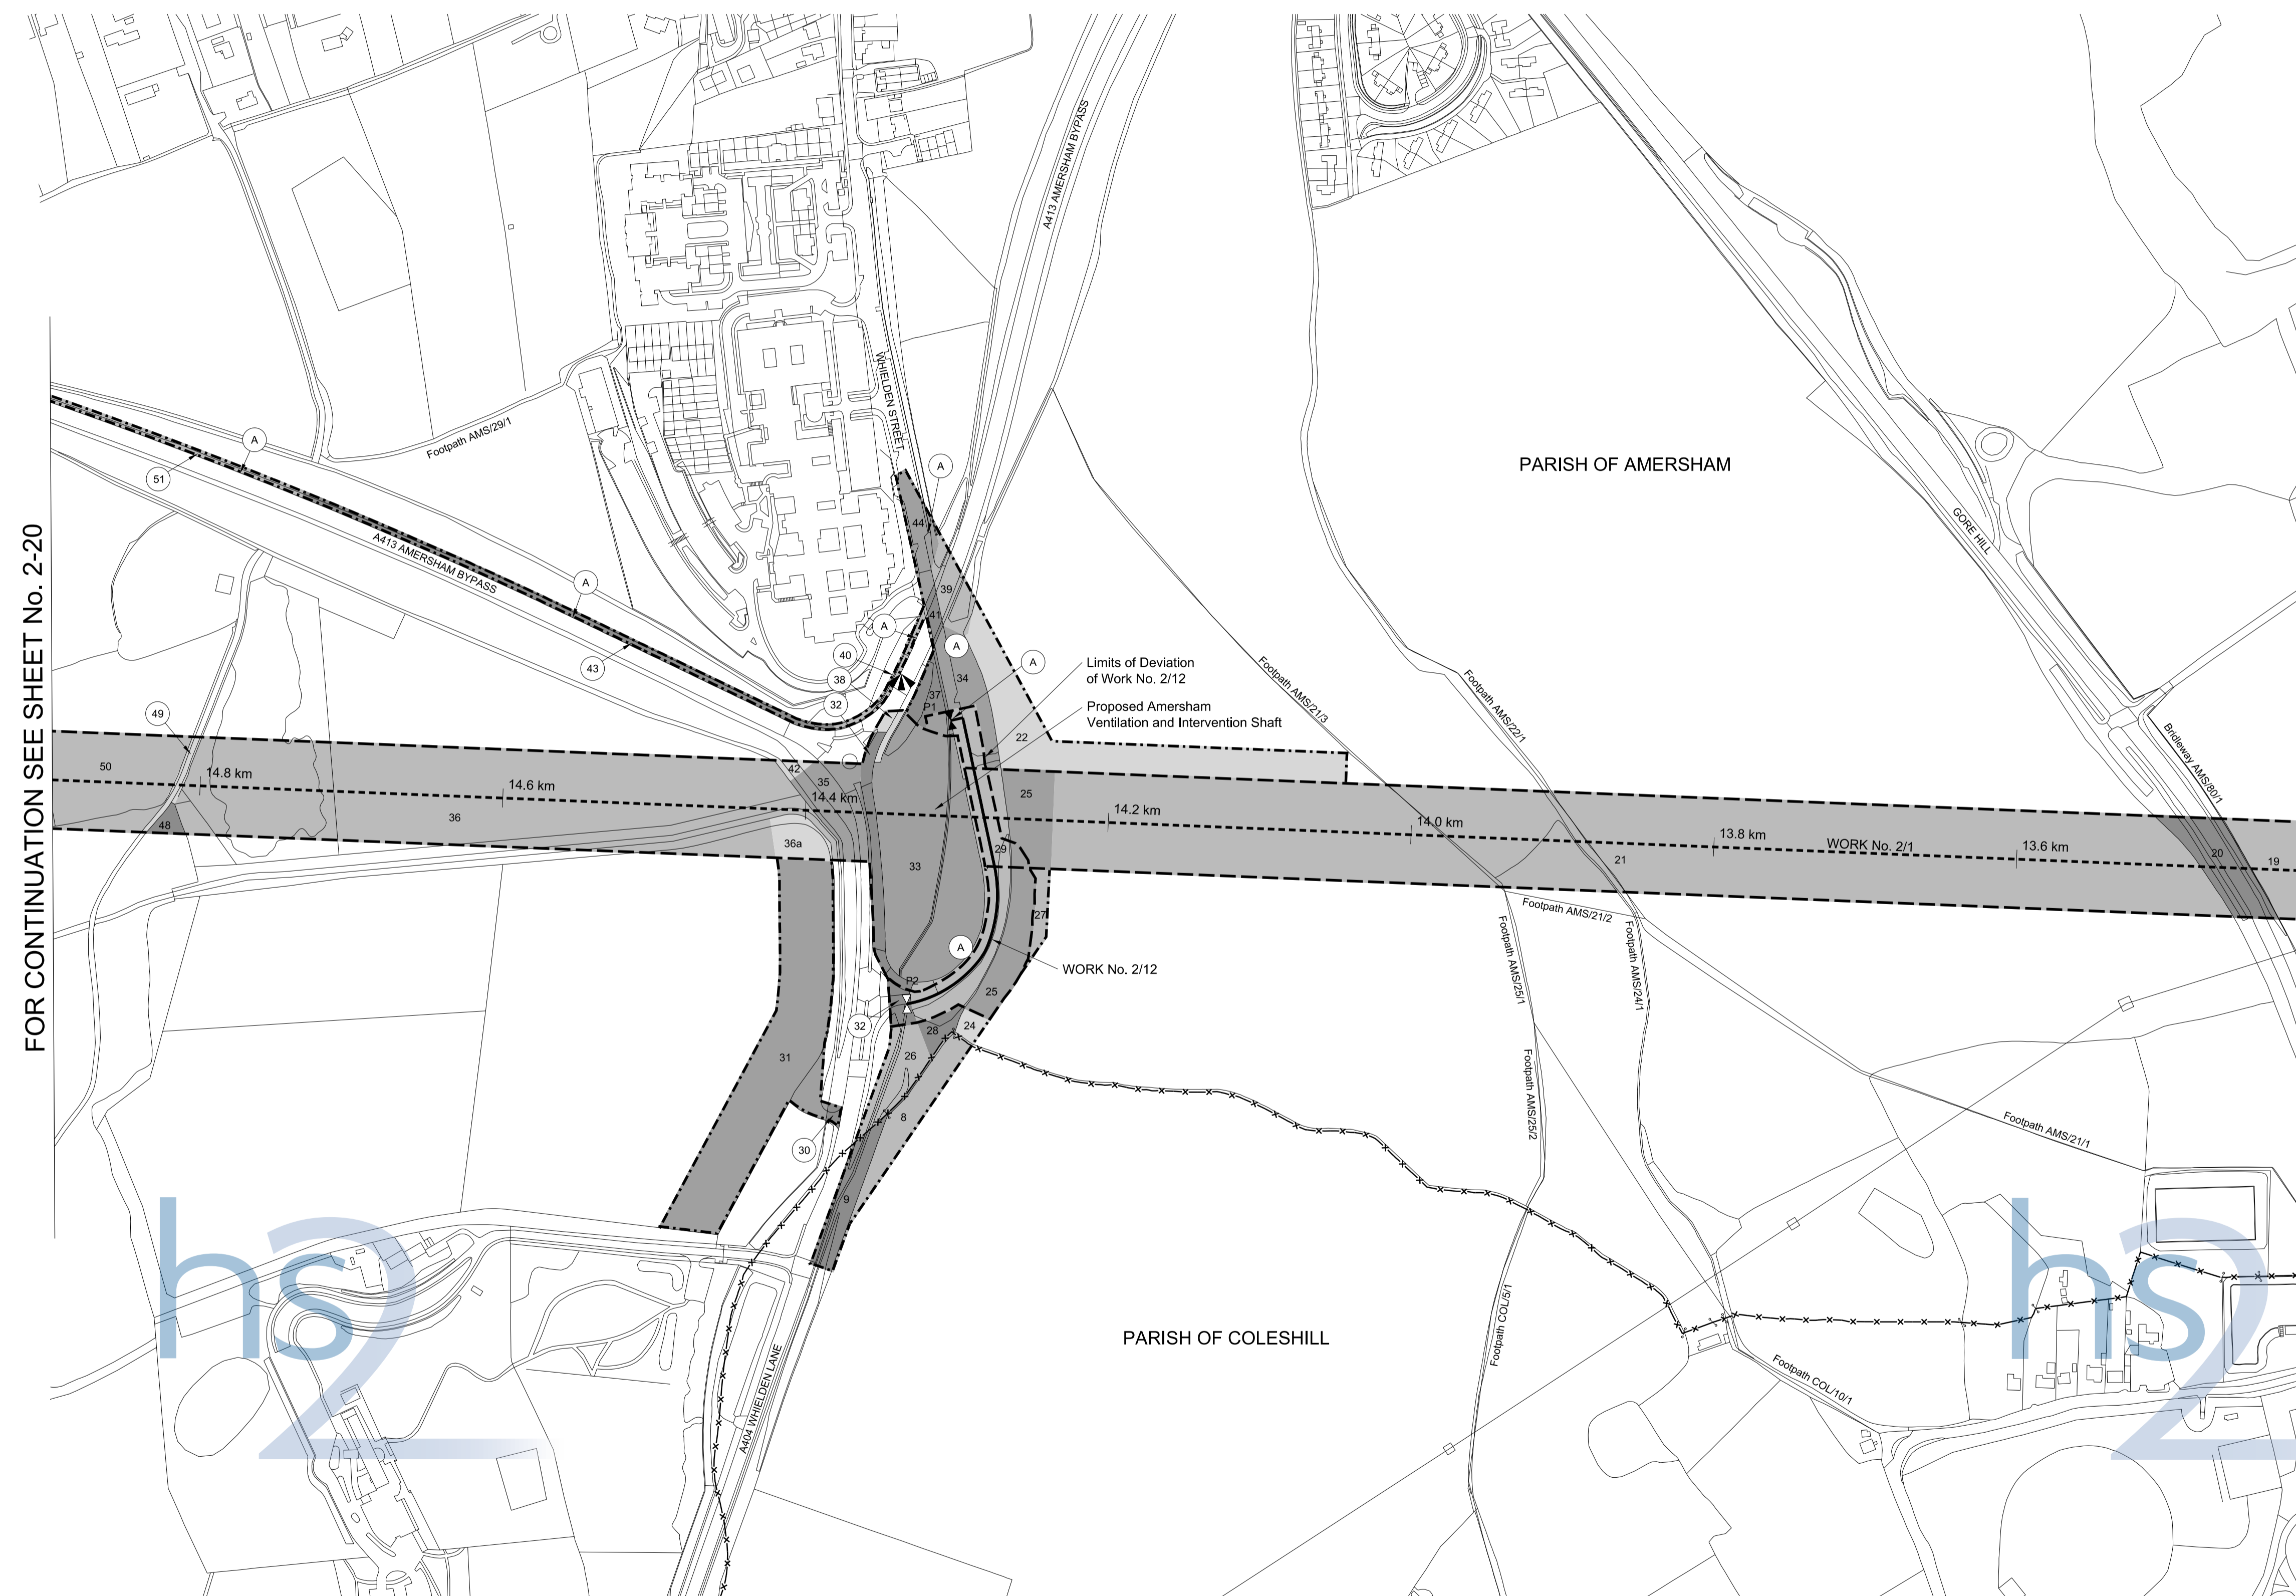 FOR CONTINUATION SEE SHEET No. 2-20
A413 AMERSHAM BYPASS
WHIELDEN STREET
Footpath AMS/29/1
A
51
A413 AMERSHAM BYPASS
A
43
A
44
39
41
A
40
38
32
A
37
P1
34
A
Limits of Deviation
of Work No. 2/12
Proposed Amersham
Ventilation and Intervention Shaft
22
PARISH OF AMERSHAM
GORE HILL
Footpath AMS/21/3
Footpath AMS/22/1
Bridleway AMS/80/1
49
50
14.8 km
14.6 km
42
35
14.4 km
25
14.2 km
14.0 km
13.8 km
WORK No. 2/1
13.6 km
48
36
36a
33
29
21
20
19
27
Footpath AMS/21/2
Footpath AMS/25/1
Footpath AMS/24/1
A
WORK No. 2/12
P2
25
32
28
24
26
31
8
30
9
Footpath AMS/25/2
Footpath AMS/21/1
Footpath COL/5/1
Footpath COL/10/1
PARISH OF COLESHILL
A404 WHIELDEN LANE
hs2
hs2